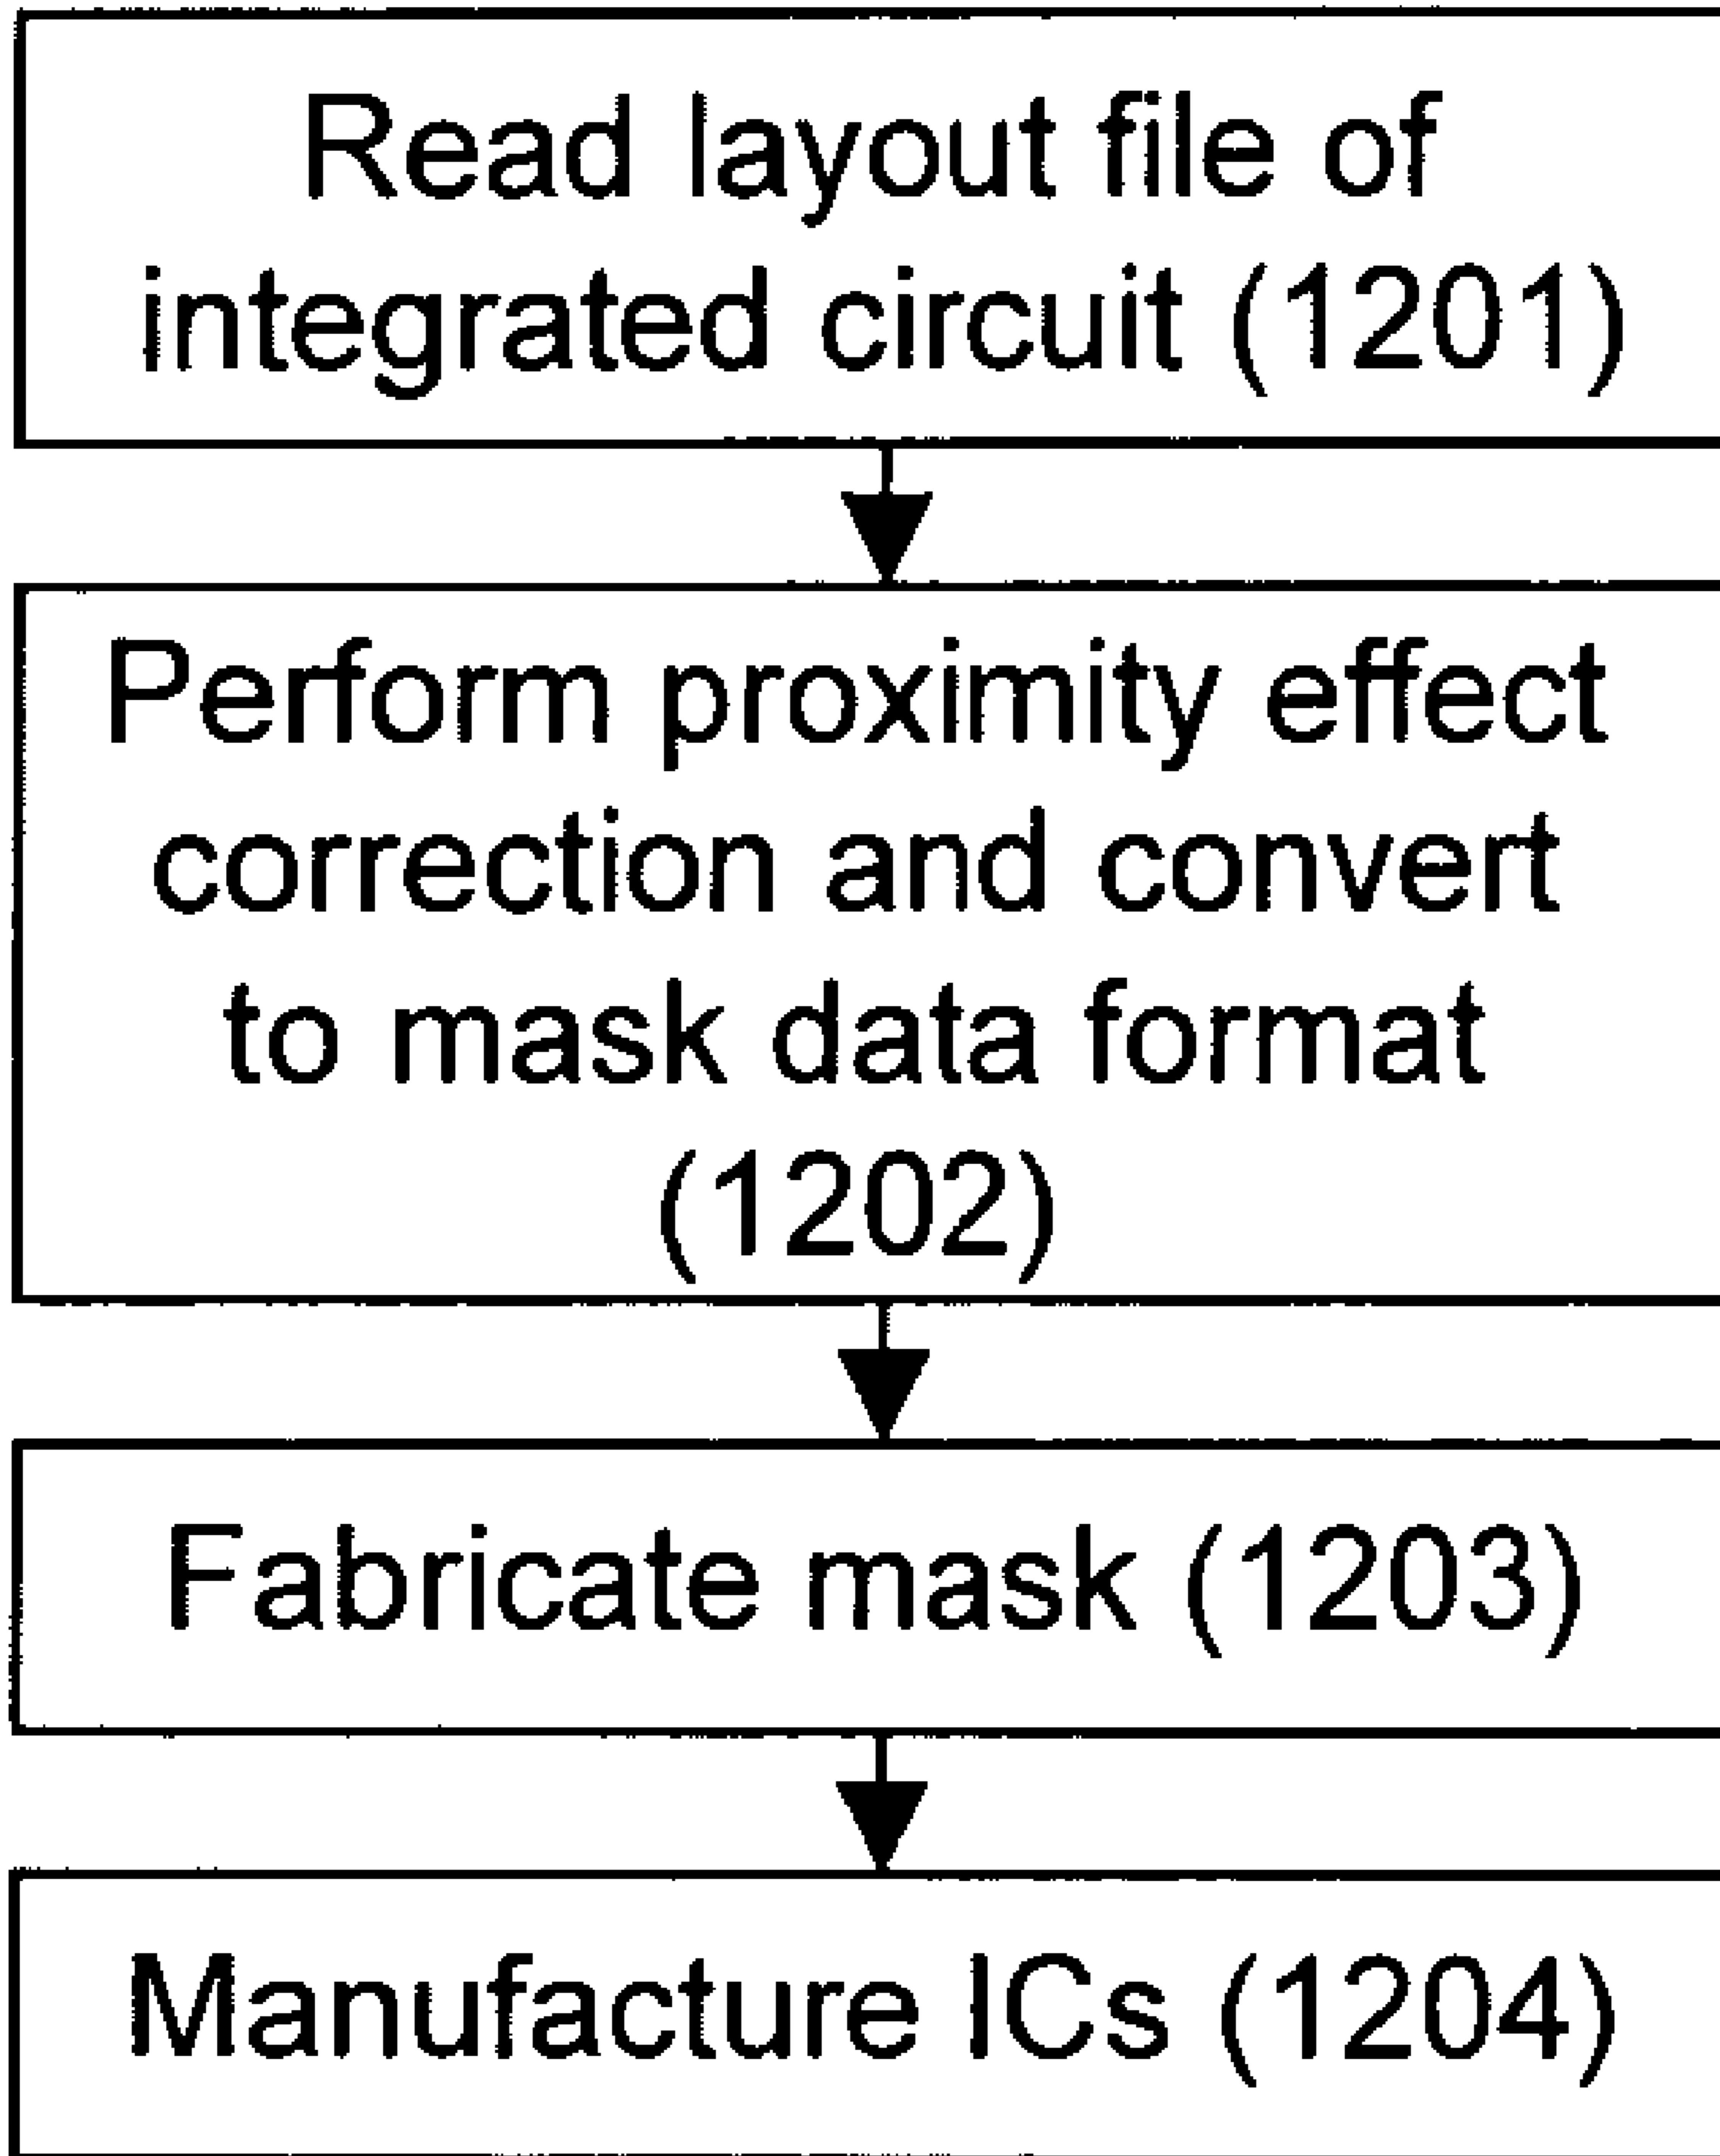 Read layout file of
integrated circuit (1201)
Perform proximity effect
correction and convert
to mask data format
(1202)
Fabricate mask (1203)
Manufacture ICs (1204)